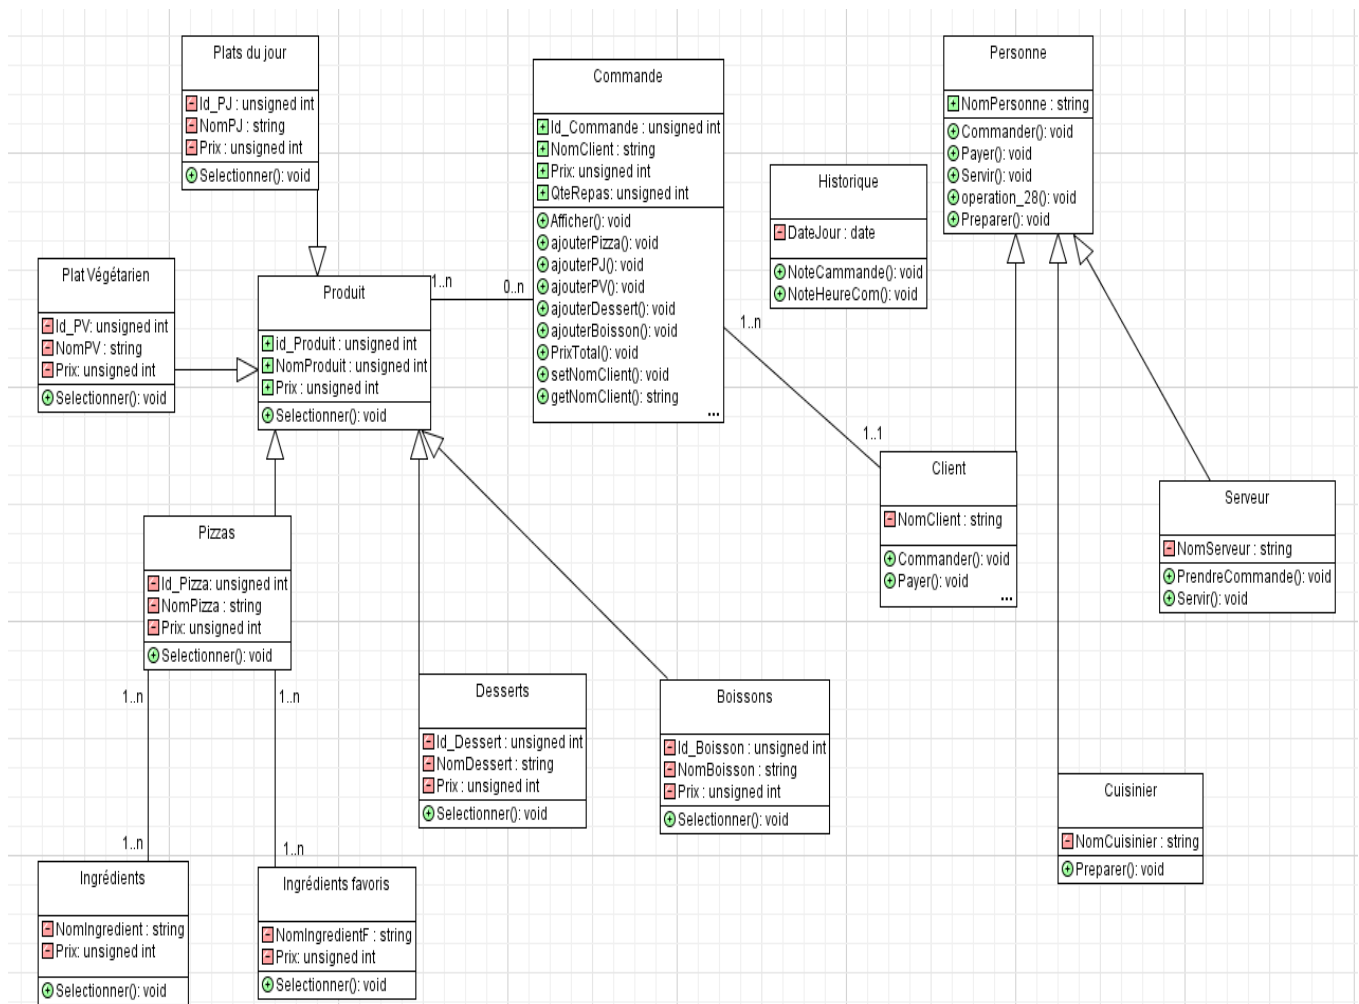 Plats du jour
Id_PJ : unsigned int
NomPJ : string
Prix : unsigned int
Selectionner(): void
Commande
Id_Commande : unsigned int
NomClient : string
Prix: unsigned int
QteRepas: unsigned int
Afficher(): void
ajouterPizza(): void
ajouterPJ(): void
ajouterPV(): void
ajouterDessert(): void
ajouterBoisson(): void
PrixTotal(): void
setNomClient(): void
getNomClient(): string
...
Personne
NomPersonne : string
Commander(): void
Payer(): void
Servir(): void
operation_28(): void
Preparer(): void
Historique
DateJour : date
NoteCammande(): void
NoteHeureCom(): void
Plat Végétarien
Id_PV: unsigned int
NomPV : string
Prix: unsigned int
Selectionner(): void
Produit
id_Produit : unsigned int
NomProduit : unsigned int
Prix : unsigned int
Selectionner(): void
1..n
0..n
1..n
1..1
Client
NomClient : string
Commander(): void
Payer(): void
...
Serveur
NomServeur : string
PrendreCommande(): void
Servir(): void
Pizzas
Id_Pizza: unsigned int
NomPizza : string
Prix: unsigned int
Selectionner(): void
1..n
1..n
Desserts
Id_Dessert : unsigned int
NomDessert : string
Prix : unsigned int
Selectionner(): void
Boissons
Id_Boisson : unsigned int
NomBoisson : string
Prix : unsigned int
Selectionner(): void
Cuisinier
NomCuisinier : string
Preparer(): void
1..n
1..n
Ingrédients
NomIngredient : string
Prix: unsigned int
Selectionner(): void
Ingrédients favoris
NomIngredientF : string
Prix: unsigned int
Selectionner(): void